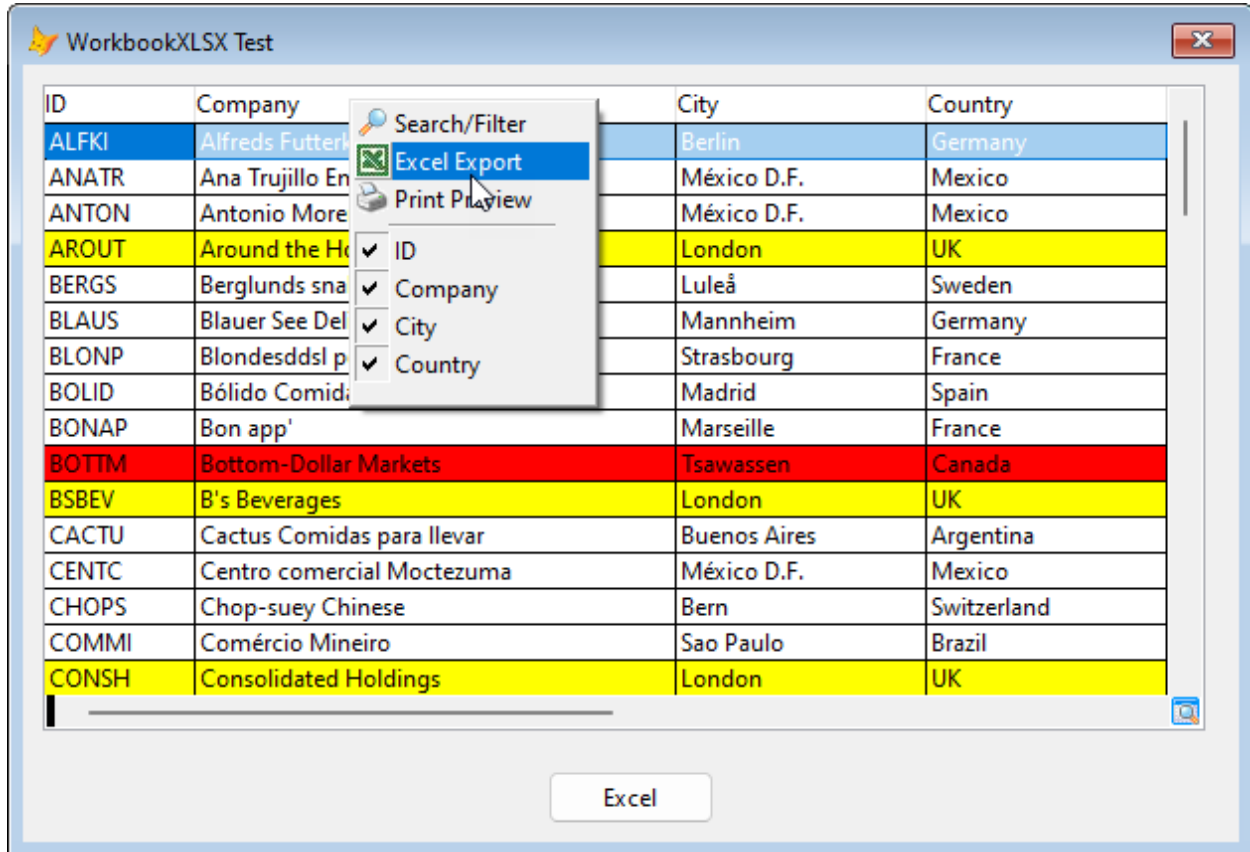 WorkbookXLSX Test
ID Company City Country
ALFKI Alfreds Berlin Germany
ANATR Ana Trujillo En México D.F. Mexico
ANTON Antonio More México D.F. Mexico
AROUT Around the Ho London UK
BERGS Berglunds sna Luleå Sweden
BLAUS Blauer See Del Mannheim Germany
BLONP Blondesddsl p Strasbourg France
BOLID Bólido Comida Madrid Spain
BONAP Bon app' Marseille France
BOTTM Bottom-Dollar Markets Tsawassen Canada
BSBEV B's Beverages London UK
CACTU Cactus Comidas para llevar Buenos Aires Argentina
CENTC Centro comercial Moctezuma México D.F. Mexico
CHOPS Chop-suey Chinese Bern Switzerland
COMMI Comércio Mineiro Sao Paulo Brazil
CONSH Consolidated Holdings London UK
Search/Filter
Excel Export
Print Preview
ID
Company
City
Country
Excel